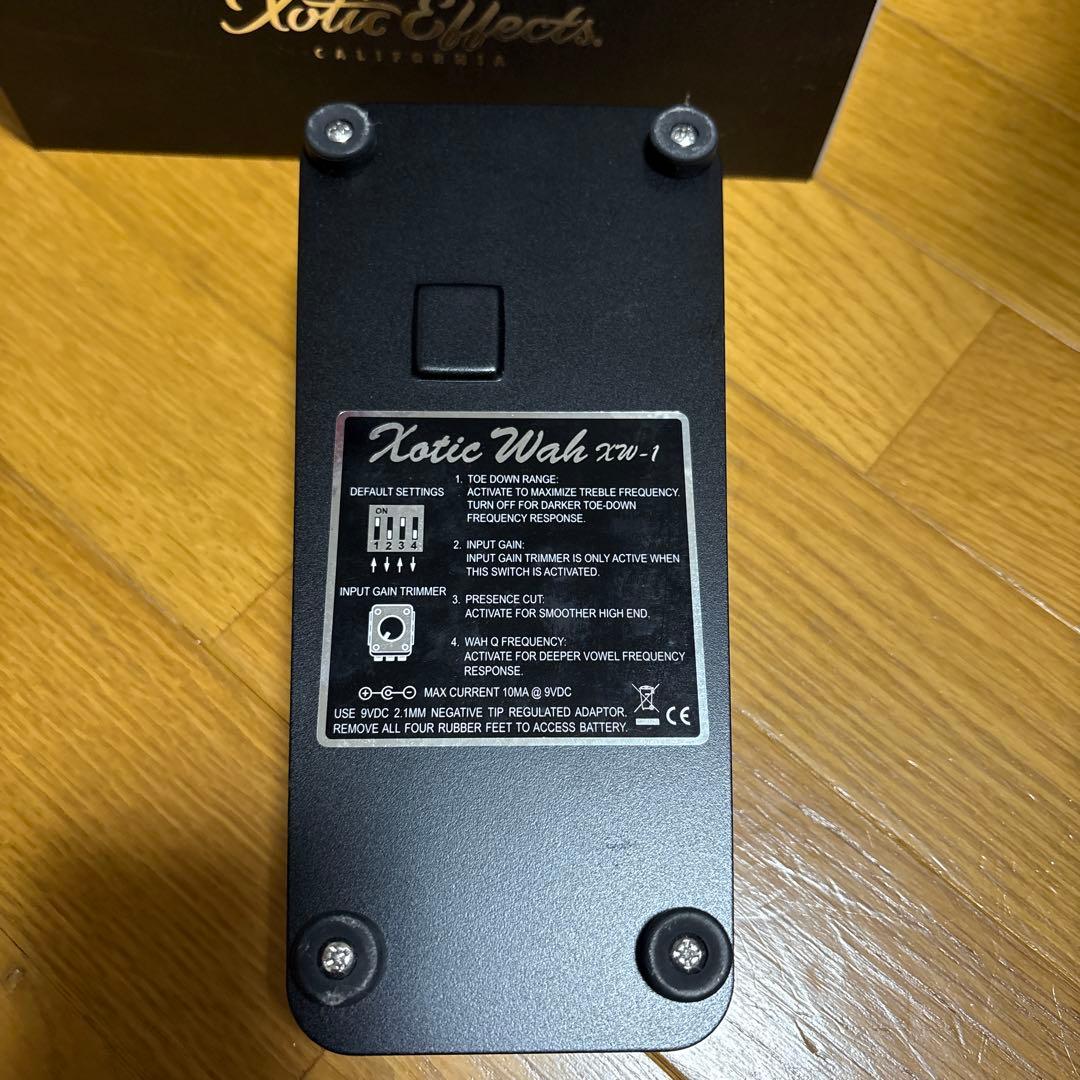 Xotic Effects
CALIFORNIA
Xotic Wah XW-1
DEFAULT SETTINGS
ON
1 2 3 4
INPUT GAIN TRIMMER
1. TOE DOWN RANGE:
ACTIVATE TO MAXIMIZE TREBLE FREQUENCY.
TURN OFF FOR DARKER TOE-DOWN
FREQUENCY RESPONSE.
2. INPUT GAIN:
INPUT GAIN TRIMMER IS ONLY ACTIVE WHEN
THIS SWITCH IS ACTIVATED.
3. PRESENCE CUT:
ACTIVATE FOR SMOOTHER HIGH END.
4. WAH Q FREQUENCY:
ACTIVATE FOR DEEPER VOWEL FREQUENCY
RESPONSE.
MAX CURRENT 10MA @ 9VDC
USE 9VDC 2.1MM NEGATIVE TIP REGULATED ADAPTOR.
REMOVE ALL FOUR RUBBER FEET TO ACCESS BATTERY.
CE